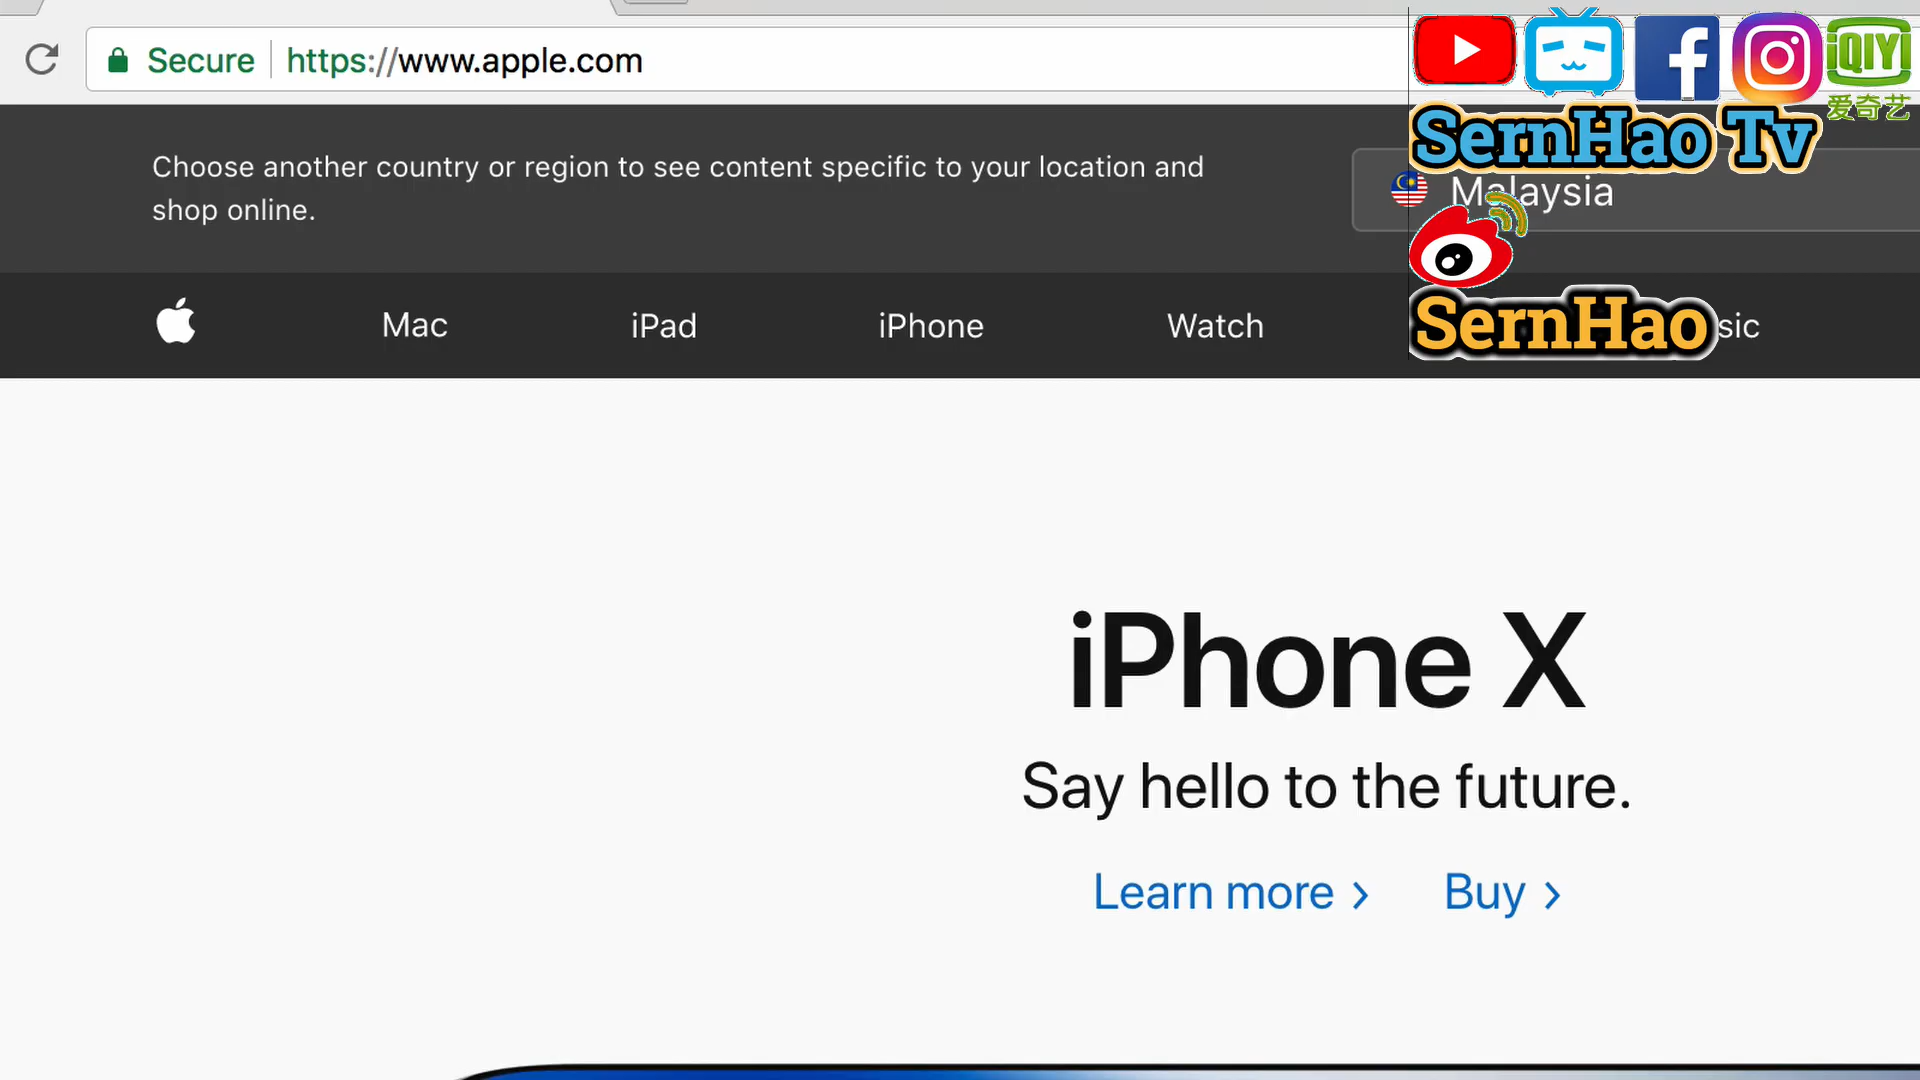 Secure https://www.apple.com
iQIYI
爱奇艺
SernHao Tv
Choose another country or region to see content specific to your location and
shop online.
Malaysia
Mac iPad iPhone Watch sic
SernHao
iPhone X
Say hello to the future.
Learn more > Buy >